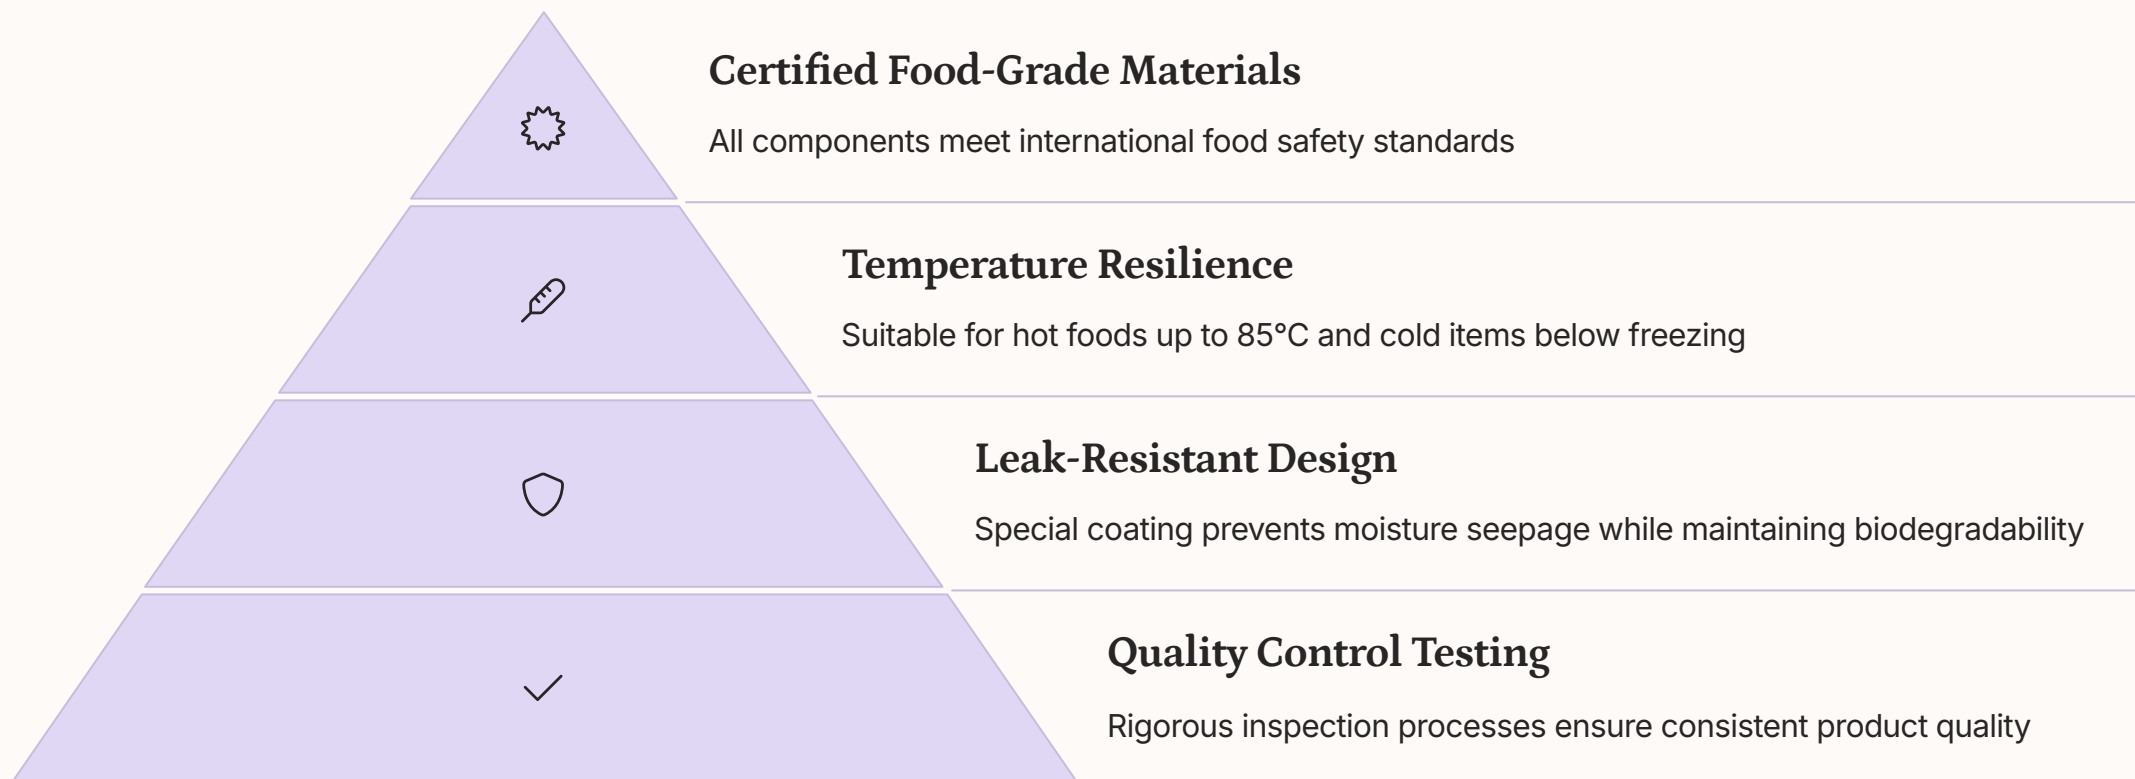 Certified Food-Grade Materials
All components meet international food safety standards
Temperature Resilience
Suitable for hot foods up to 85°C and cold items below freezing
Leak-Resistant Design
Special coating prevents moisture seepage while maintaining biodegradability
Quality Control Testing
Rigorous inspection processes ensure consistent product quality